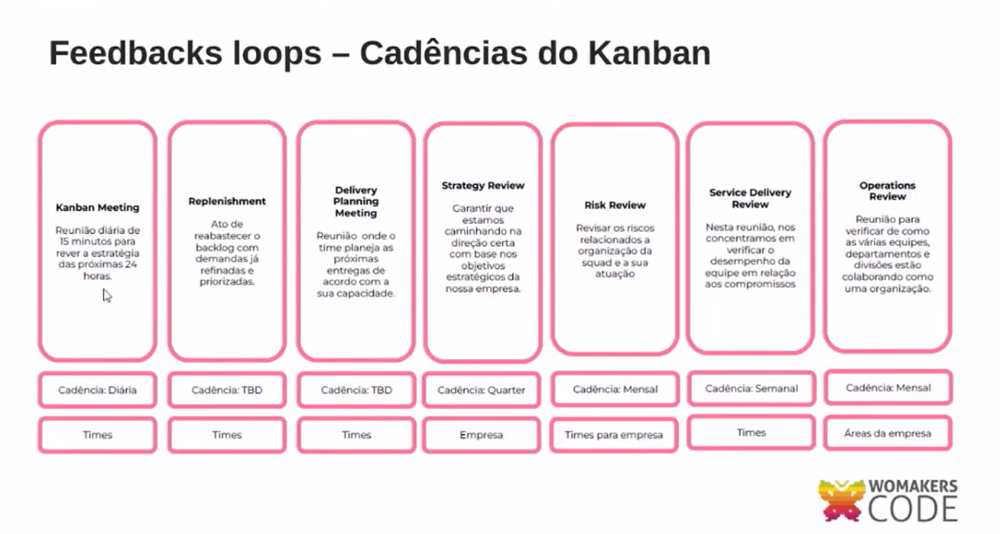 Feedbacks loops – Cadências do Kanban
Kanban Meeting
Reunião diária de
15 minutos para
rever a estratégia
das próximas 24
horas.
Cadência: Diária
Times
Replenishment
Ato de
reabastecer o
backlog com
demandas já
refinadas e
priorizadas.
Cadência: TBD
Times
Delivery
Planning
Meeting
Reunião onde o
time planeja as
próximas
entregas de
acordo com a
sua capacidade.
Cadência: TBD
Times
Strategy Review
Garantir que
estamos
caminhando na
direção certa
com base nos
objetivos
estratégicos da
nossa empresa.
Cadência: Quarter
Empresa
Risk Review
Revisar os riscos
relacionados a
organização da
squad e a sua
atuação
Cadência: Mensal
Times para empresa
Service Delivery
Review
Nesta reunião, nos
concentramos em
verificar o
desempenho da
equipe em relação
aos compromissos
Cadência: Semanal
Times
Operations
Review
Reunião para
verificar de como
as várias equipes,
departamentos e
divisões estão
colaborando como
uma organização.
Cadência: Mensal
Áreas da empresa
WOMAKERS
CODE